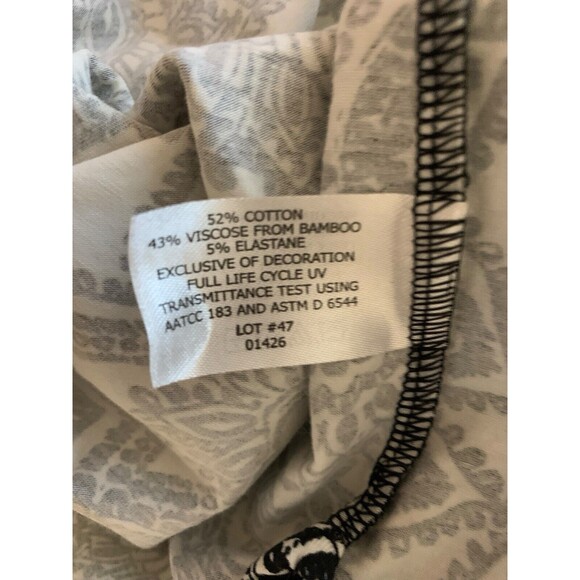 52% COTTON
43% VISCOSE FROM BAMBOO
5% ELASTANE
EXCLUSIVE OF DECORATION
FULL LIFE CYCLE UV
TRANSMITTANCE TEST USING
AATCC 183 AND ASTM D 6544
LOT #47
01426